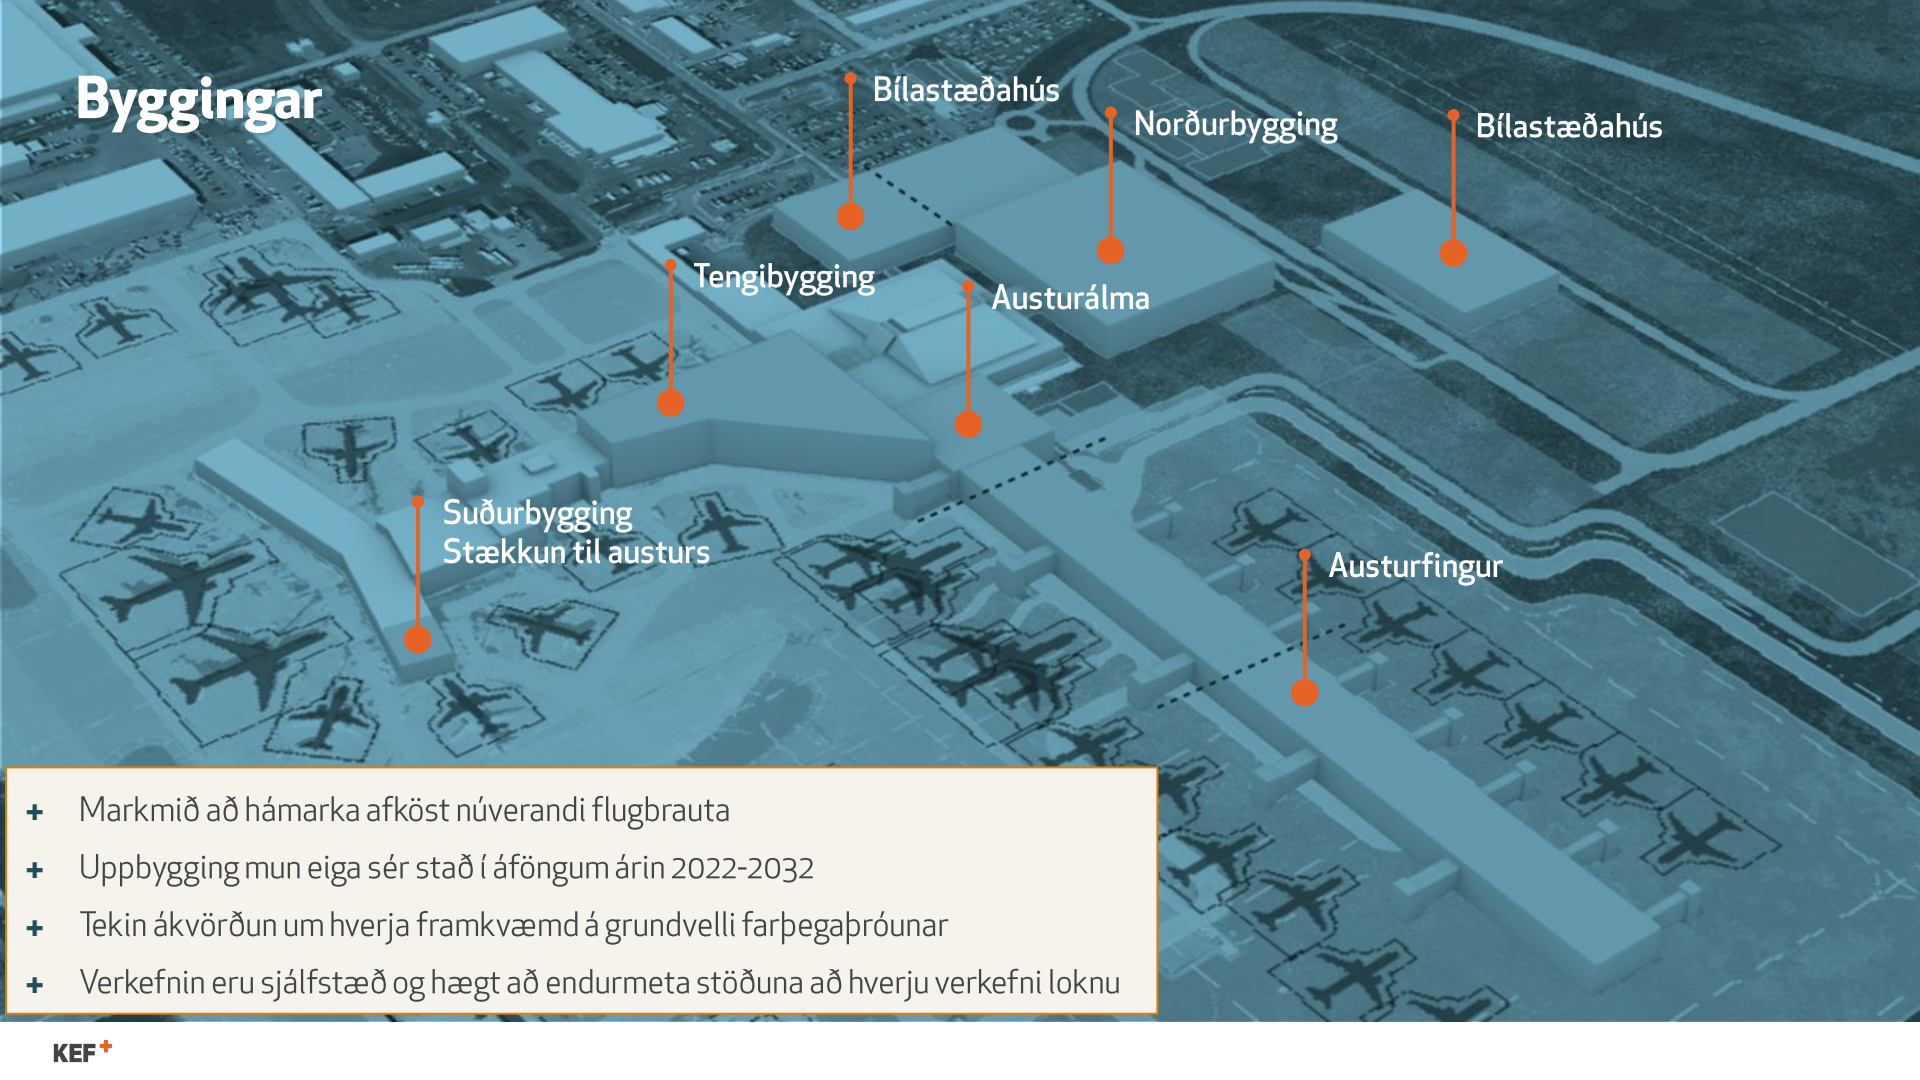 Byggingar
Bílastæðahús
Norðurbygging
Bílastæðahús
Tengibygging
Austurálma
Suðurbygging
Stækkun til austurs
Austurfingur
+ Markmið að hámarka afköst núverandi flugbrauta
+ Uppbygging mun eiga sér stað í áföngum árin 2022-2032
+ Tekin ákvörðun um hverja framkvæmd á grundvelli farþegaþróunar
+ Verkefnin eru sjálfstæð og hægt að endurmeta stöðuna að hverju verkefni loknu
KEF+